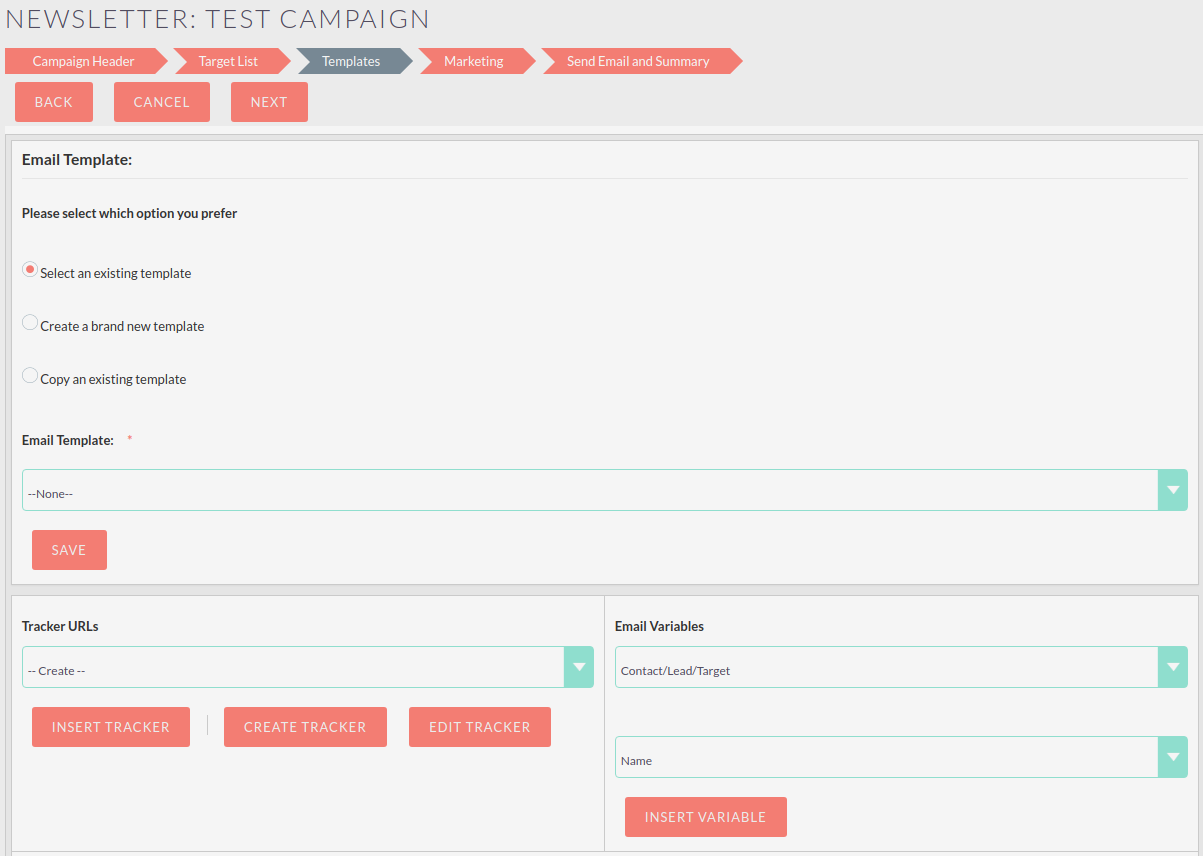 NEWSLETTER: TEST CAMPAIGN
Campaign Header Target List Templates Marketing Send Email and Summary
BACK CANCEL NEXT
Email Template:
Please select which option you prefer
Select an existing template
Create a brand new template
Copy an existing template
Email Template: *
--None--
SAVE
Tracker URLs
-- Create --
INSERT TRACKER CREATE TRACKER EDIT TRACKER
Email Variables
Contact/Lead/Target
Name
INSERT VARIABLE